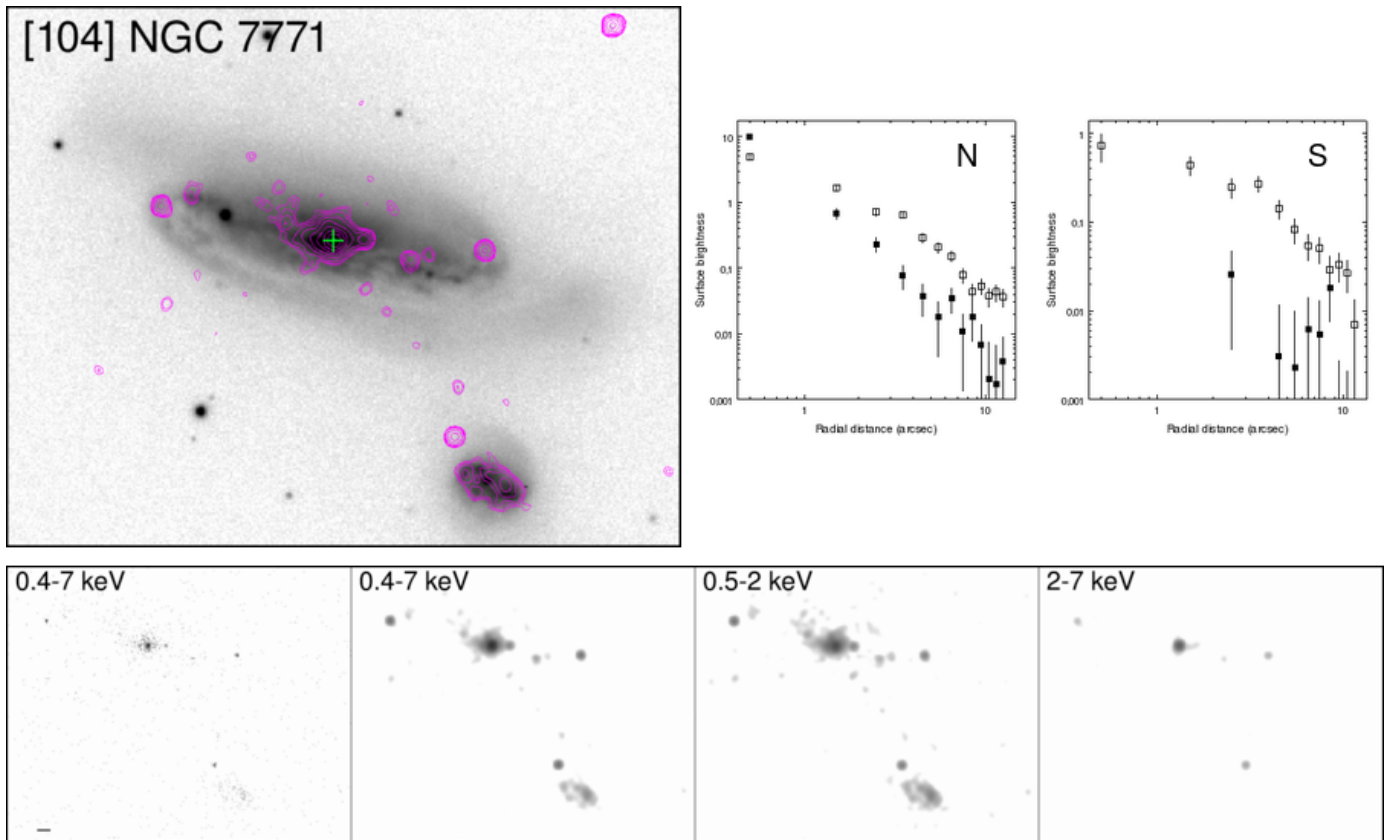 [104] NGC 7771
N
10
1
0,1
0,01
0,001
Surface birghtness
1
10
Radial distance (arcsec)
S
1
0,1
0,01
0,001
Surface birghtness
1
10
Radial distance (arcsec)
0.4-7 keV
0.4-7 keV
0.5-2 keV
2-7 keV